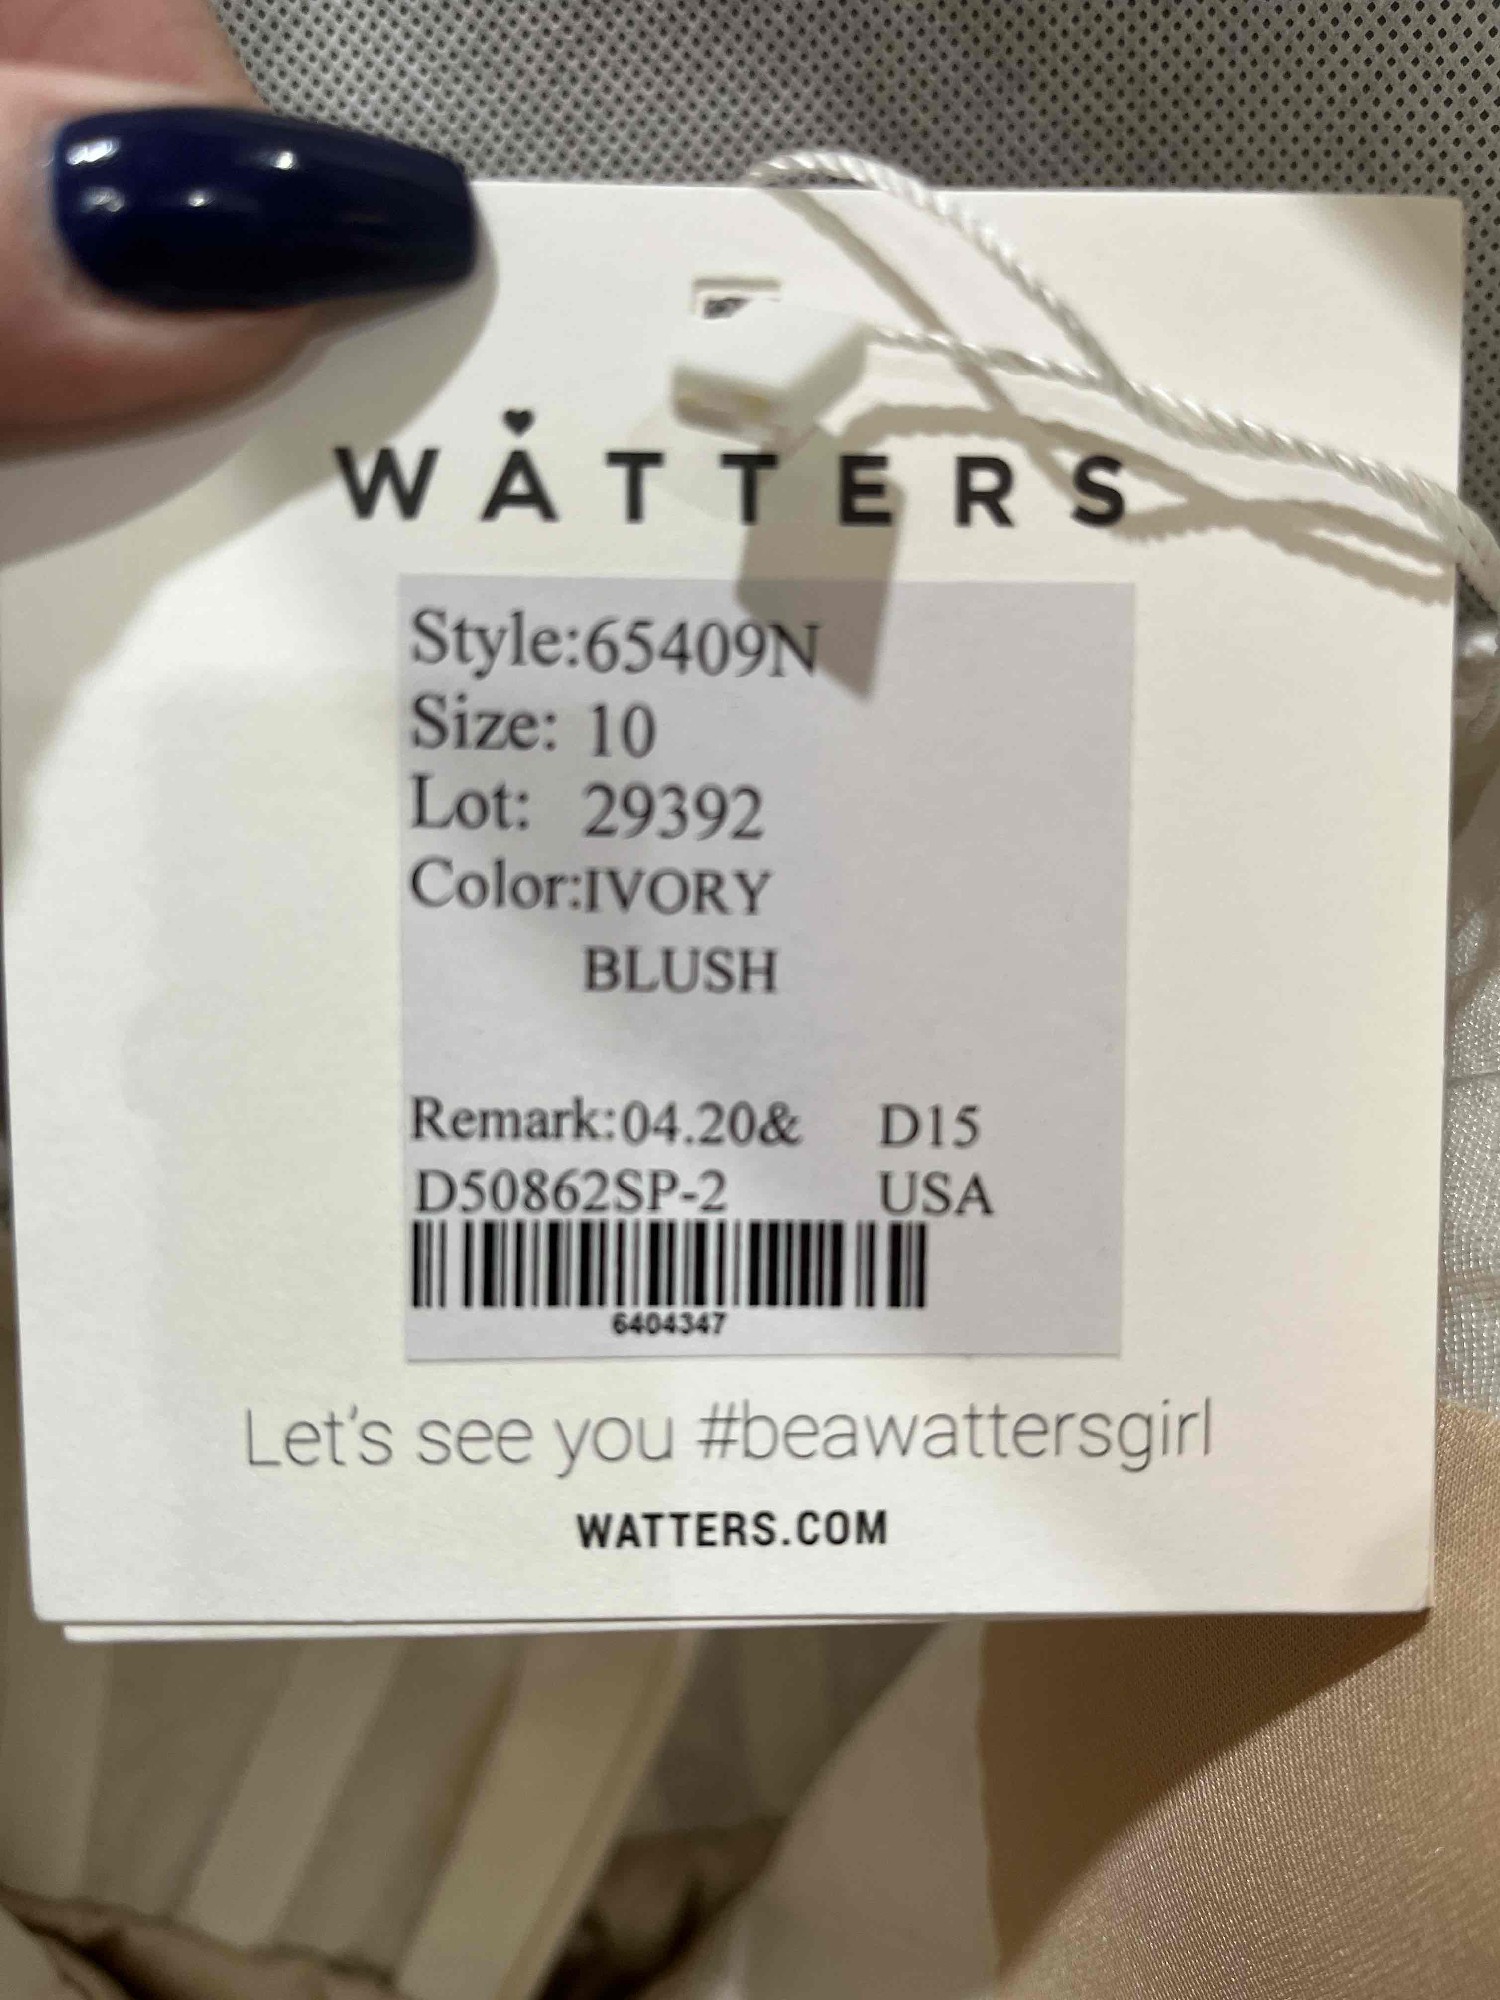 WATTERS
Style:65409N
Size: 10
Lot: 29392
Color:IVORY
BLUSH
Remark:04.20& D15
D50862SP-2 USA
6404347
Let's see you #beawattersgirl
WATTERS.COM